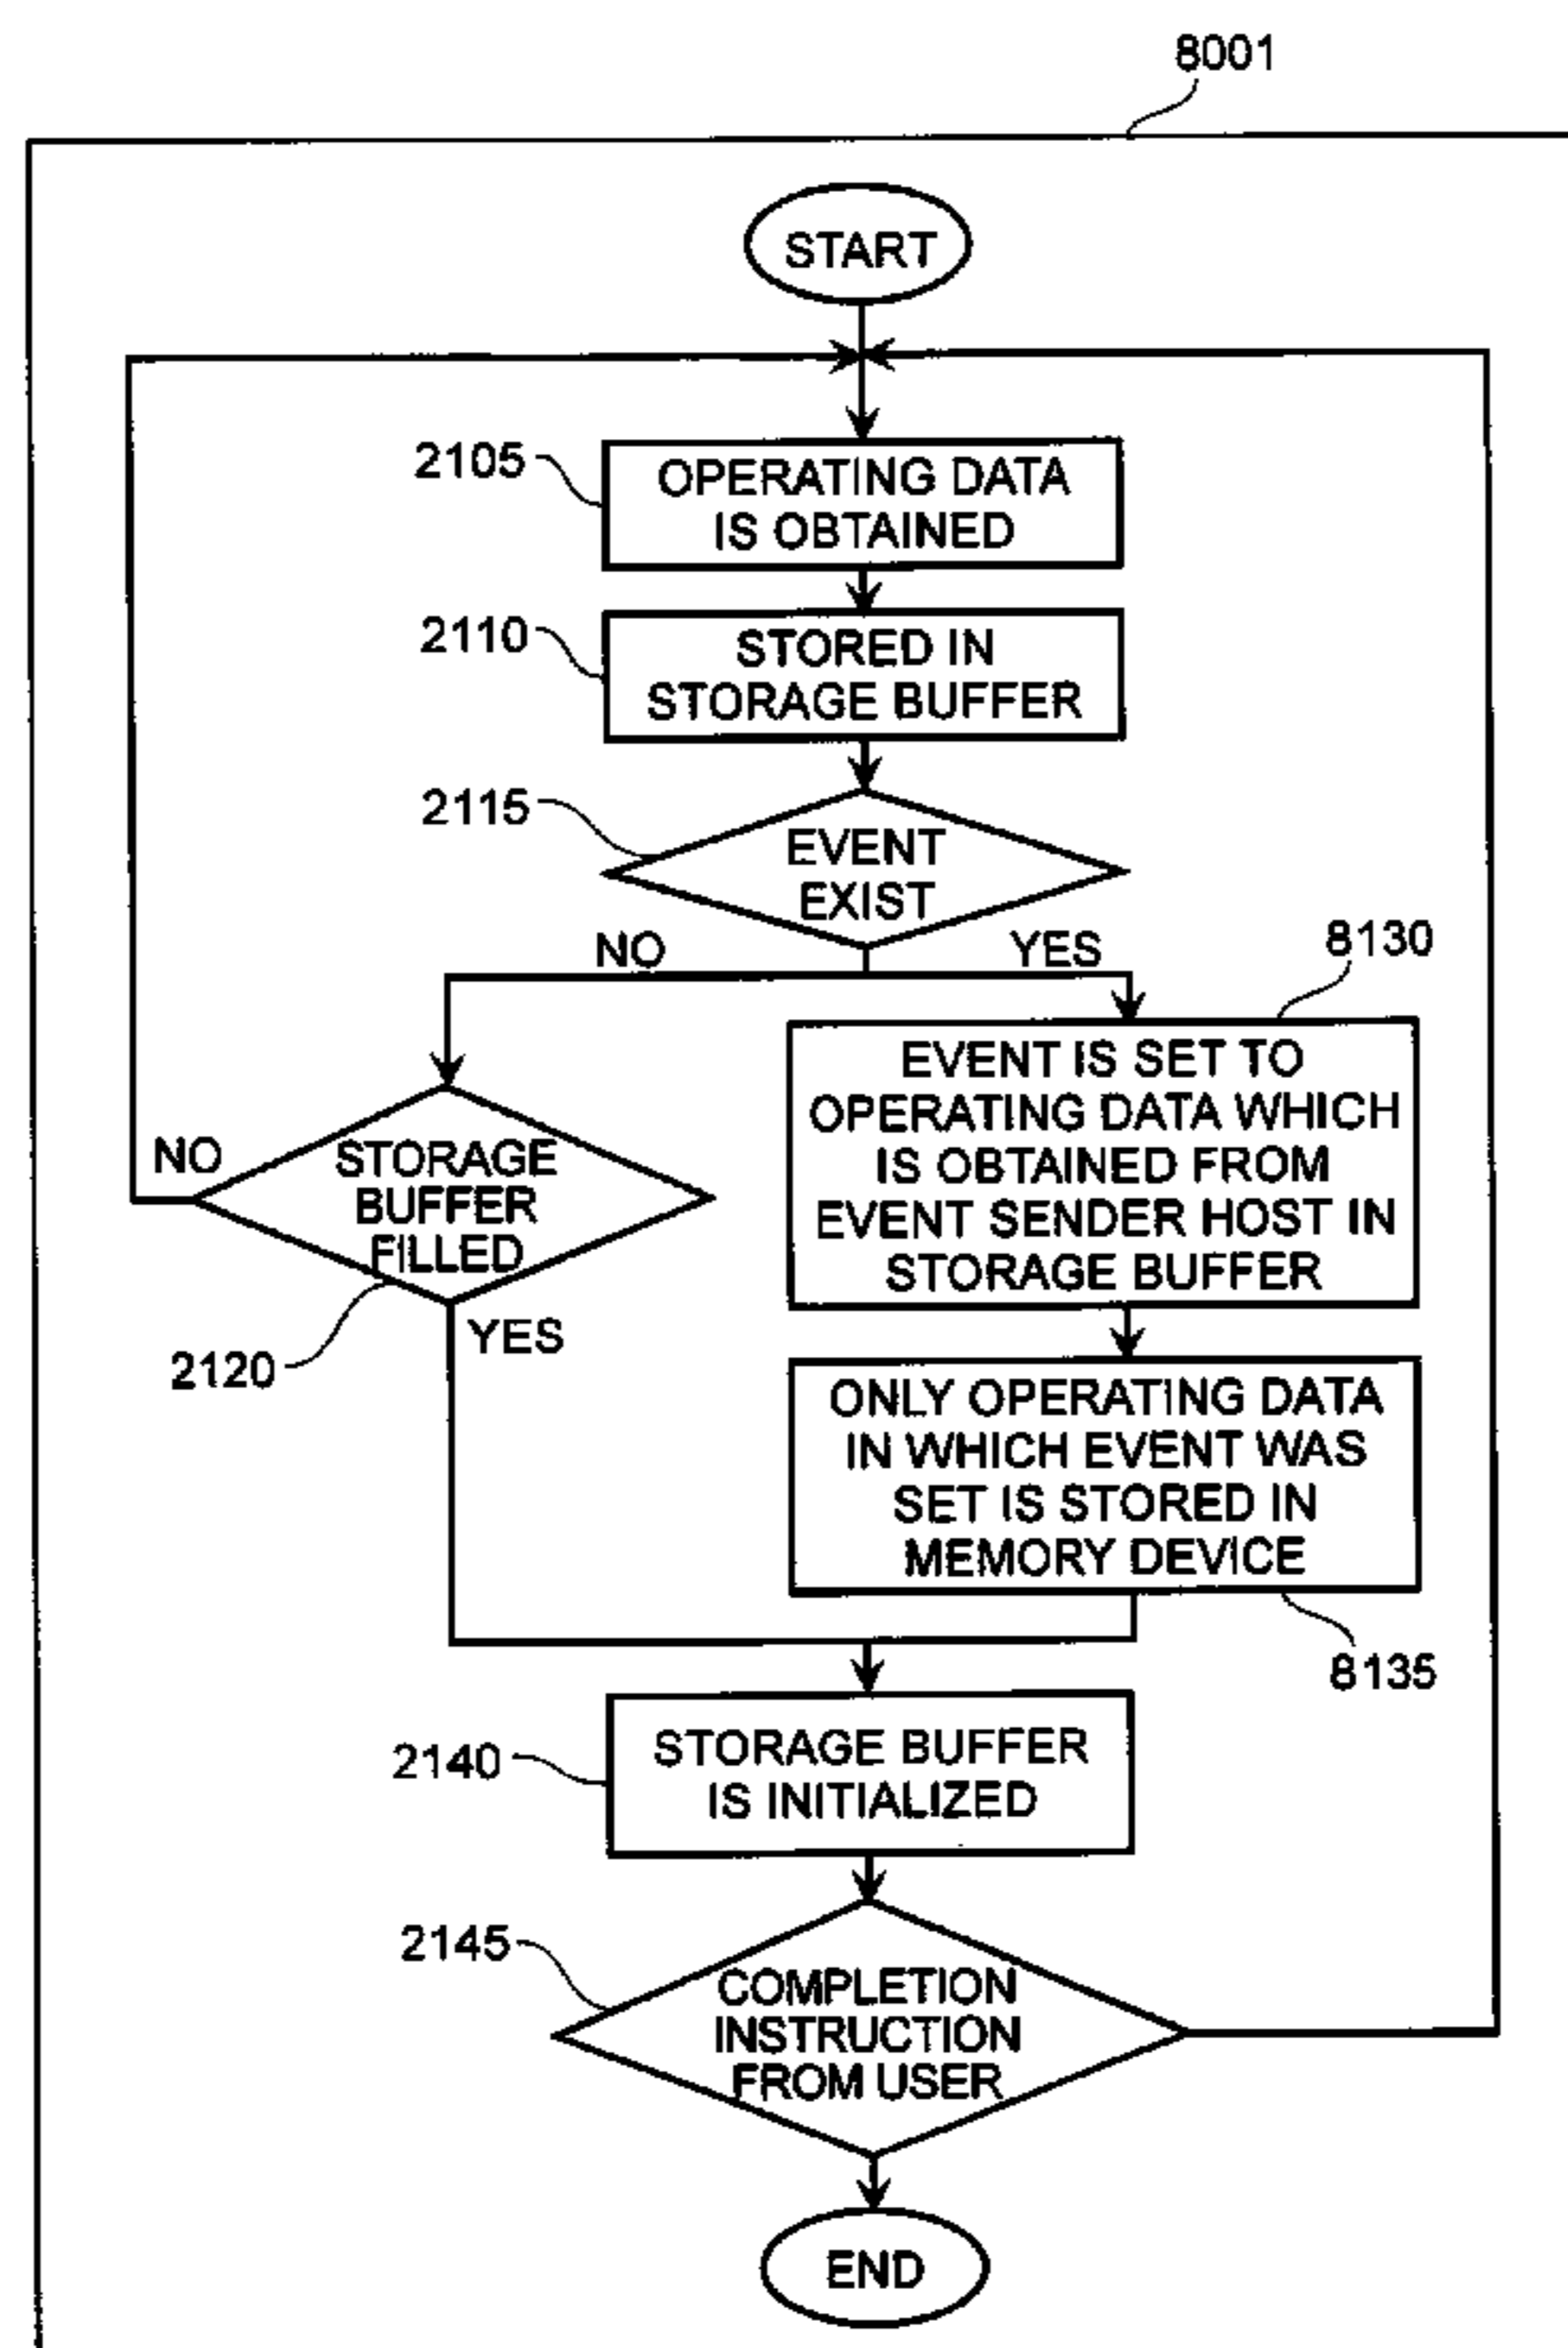 8001
START
2105
OPERATING DATA
IS OBTAINED
2110
STORED IN
STORAGE BUFFER
2115
EVENT
EXIST
NO
YES
8130
EVENT IS SET TO
OPERATING DATA WHICH
IS OBTAINED FROM
EVENT SENDER HOST IN
STORAGE BUFFER
NO
STORAGE
BUFFER
FILLED
YES
2120
ONLY OPERATING DATA
IN WHICH EVENT WAS
SET IS STORED IN
MEMORY DEVICE
8135
2140
STORAGE BUFFER
IS INITIALIZED
2145
COMPLETION
INSTRUCTION
FROM USER
END